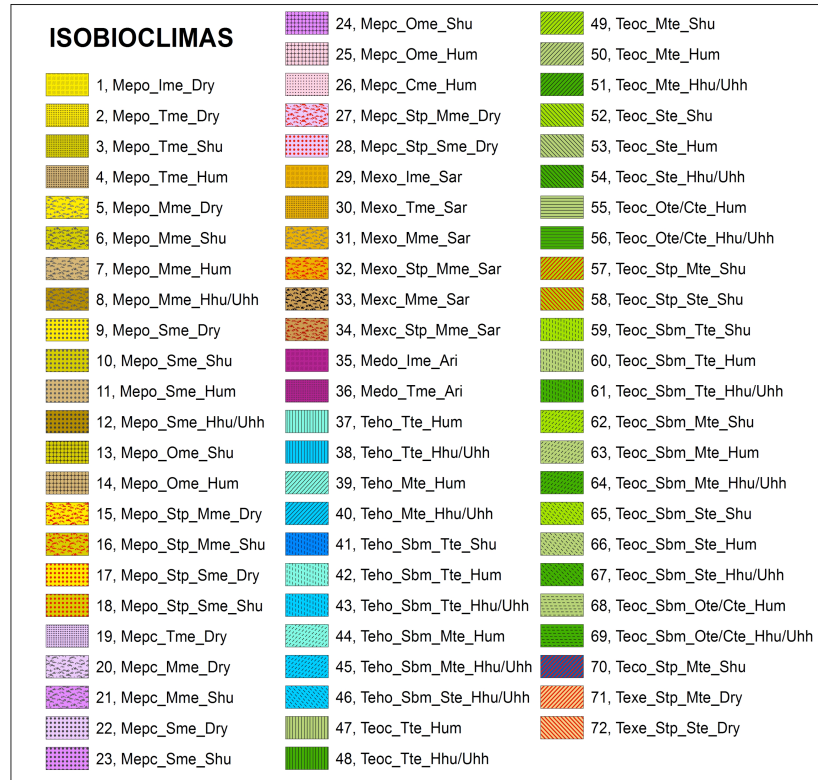 ISOBIOCLIMAS
1, Mepo_Ime_Dry
2, Mepo_Tme_Dry
3, Mepo_Tme_Shu
4, Mepo_Tme_Hum
5, Mepo_Mme_Dry
6, Mepo_Mme_Shu
7, Mepo_Mme_Hum
8, Mepo_Mme_Hhu/Uhh
9, Mepo_Sme_Dry
10, Mepo_Sme_Shu
11, Mepo_Sme_Hum
12, Mepo_Sme_Hhu/Uhh
13, Mepo_Ome_Shu
14, Mepo_Ome_Hum
15, Mepo_Stp_Mme_Dry
16, Mepo_Stp_Mme_Shu
17, Mepo_Stp_Sme_Dry
18, Mepo_Stp_Sme_Shu
19, Mepc_Tme_Dry
20, Mepc_Mme_Dry
21, Mepc_Mme_Shu
22, Mepc_Sme_Dry
23, Mepc_Sme_Shu
24, Mepc_Ome_Shu
25, Mepc_Ome_Hum
26, Mepc_Cme_Hum
27, Mepc_Stp_Mme_Dry
28, Mepc_Stp_Sme_Dry
29, Mexo_Ime_Sar
30, Mexo_Tme_Sar
31, Mexo_Mme_Sar
32, Mexo_Stp_Mme_Sar
33, Mexc_Mme_Sar
34, Mexc_Stp_Mme_Sar
35, Medo_Ime_Ari
36, Medo_Tme_Ari
37, Teho_Tte_Hum
38, Teho_Tte_Hhu/Uhh
39, Teho_Mte_Hum
40, Teho_Mte_Hhu/Uhh
41, Teho_Sbm_Tte_Shu
42, Teho_Sbm_Tte_Hum
43, Teho_Sbm_Tte_Hhu/Uhh
44, Teho_Sbm_Mte_Hum
45, Teho_Sbm_Mte_Hhu/Uhh
46, Teho_Sbm_Ste_Hhu/Uhh
47, Teoc_Tte_Hum
48, Teoc_Tte_Hhu/Uhh
49, Teoc_Mte_Shu
50, Teoc_Mte_Hum
51, Teoc_Mte_Hhu/Uhh
52, Teoc_Ste_Shu
53, Teoc_Ste_Hum
54, Teoc_Ste_Hhu/Uhh
55, Teoc_Ote/Cte_Hum
56, Teoc_Ote/Cte_Hhu/Uhh
57, Teoc_Stp_Mte_Shu
58, Teoc_Stp_Ste_Shu
59, Teoc_Sbm_Tte_Shu
60, Teoc_Sbm_Tte_Hum
61, Teoc_Sbm_Tte_Hhu/Uhh
62, Teoc_Sbm_Mte_Shu
63, Teoc_Sbm_Mte_Hum
64, Teoc_Sbm_Mte_Hhu/Uhh
65, Teoc_Sbm_Ste_Shu
66, Teoc_Sbm_Ste_Hum
67, Teoc_Sbm_Ste_Hhu/Uhh
68, Teoc_Sbm_Ote/Cte_Hum
69, Teoc_Sbm_Ote/Cte_Hhu/Uhh
70, Teco_Stp_Mte_Shu
71, Texe_Stp_Mte_Dry
72, Texe_Stp_Ste_Dry